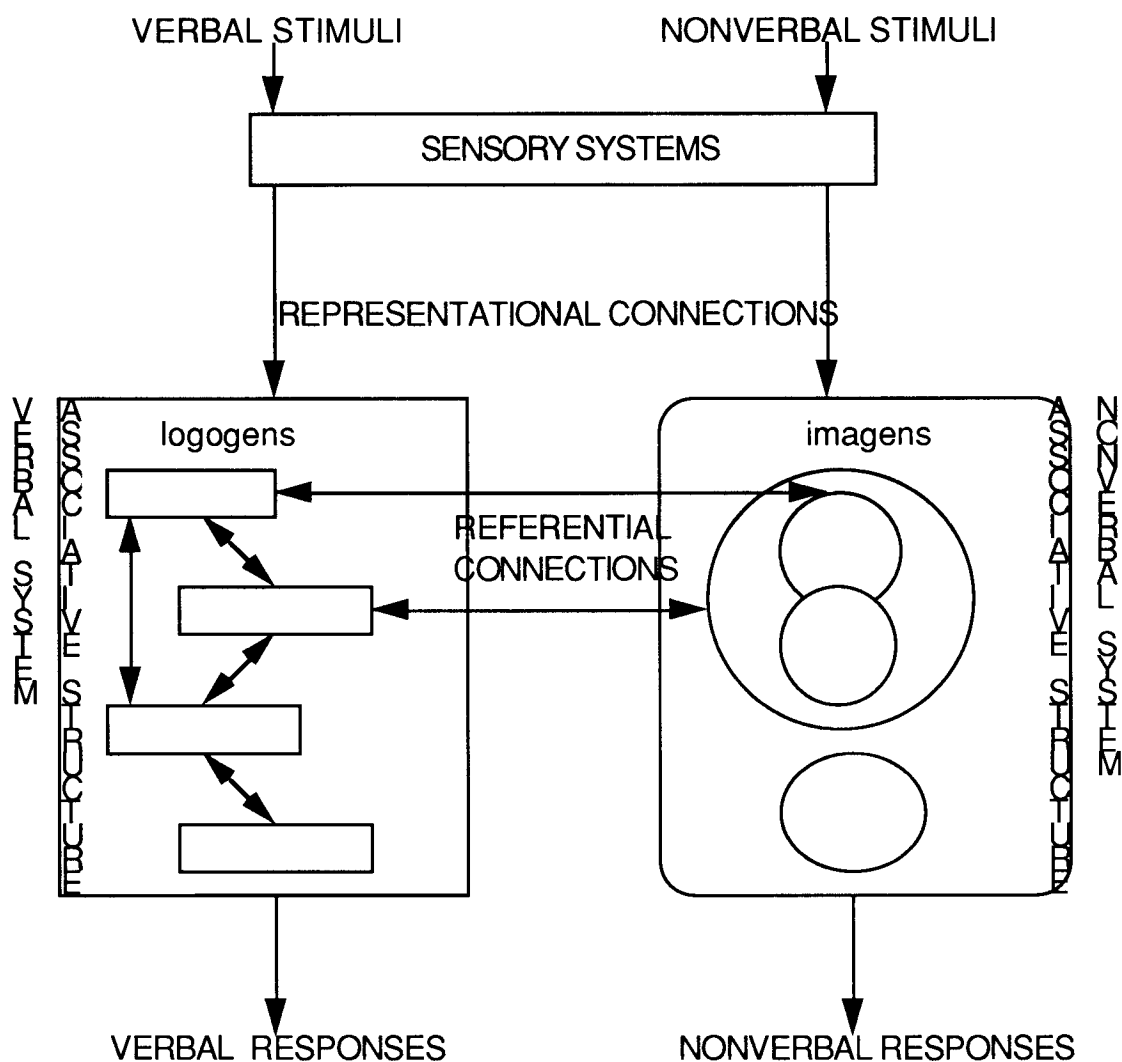 VERBAL STIMULI
NONVERBAL STIMULI
SENSORY SYSTEMS
REPRESENTATIONAL CONNECTIONS
VERBAL SYSTEM
ASSOCIATIVE STRUCTURE
logogens
imagens
ASSOCIATIVE STRUCTURE
NONVERBAL SYSTEM
REFERENTIAL
CONNECTIONS
VERBAL RESPONSES
NONVERBAL RESPONSES